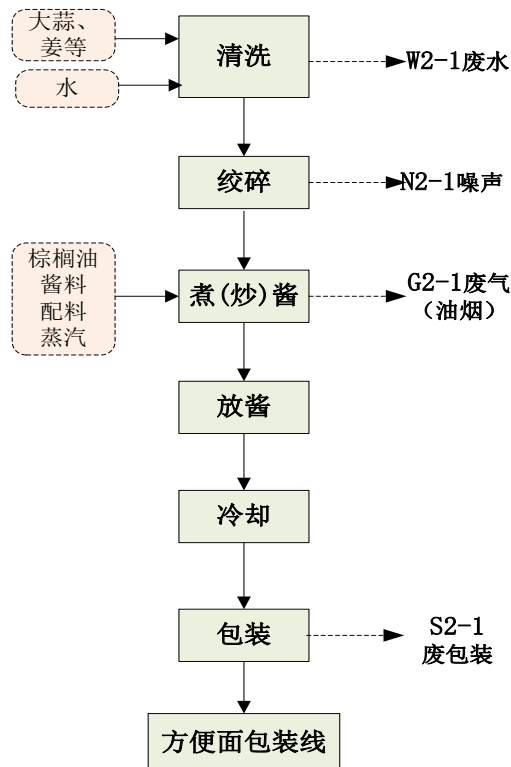 大蒜、
姜等
水
清洗
W2-1废水
绞碎
N2-1噪声
棕榈油
酱料
配料
蒸汽
煮(炒)酱
G2-1废气
（油烟）
放酱
冷却
包装
S2-1
废包装
方便面包装线